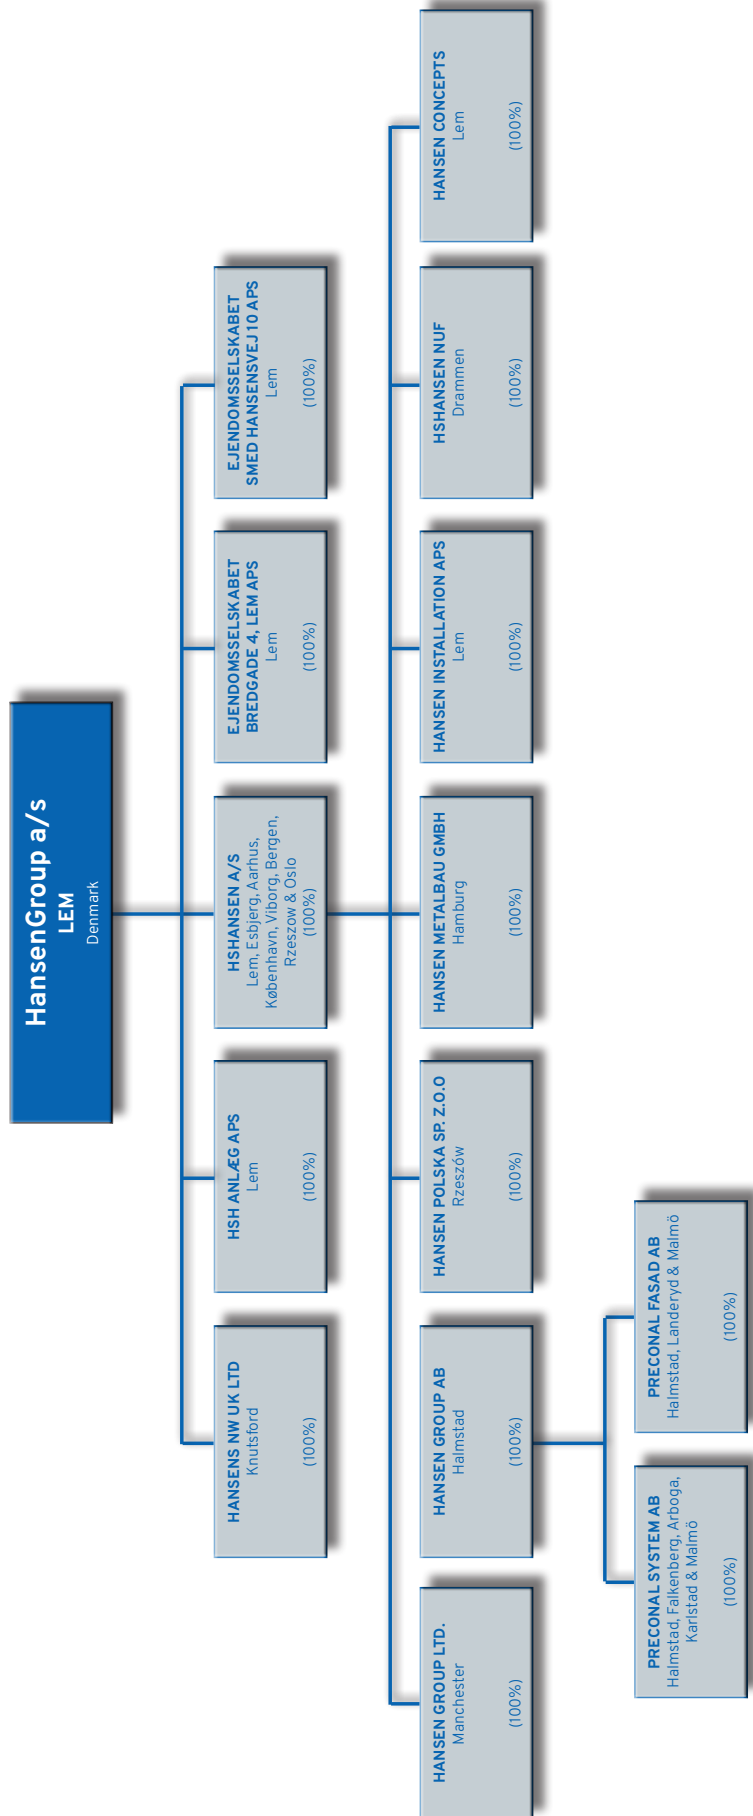 HansenGroup a/s
LEM
Denmark
HANSENS NW UK LTD
Knutsford
(100%)
HSH ANLÆG APS
Lem
(100%)
HSHANSEN A/S
Lem, Esbjerg, Aarhus,
København, Viborg, Bergen,
Rzeszow & Oslo
(100%)
EJENDOMSSELSKABET
BREDGADE 4, LEM APS
Lem
(100%)
EJENDOMSSELSKABET
SMED HANSENSVEJ 10 APS
Lem
(100%)
HANSEN GROUP LTD.
Manchester
(100%)
HANSEN GROUP AB
Halmstad
(100%)
HANSEN POLSKA SP. Z.O.O
Rzeszów
(100%)
HANSEN METALBAU GMBH
Hamburg
(100%)
HANSEN INSTALLATION APS
Lem
(100%)
HSHANSEN NUF
Drammen
(100%)
HANSEN CONCEPTS
Lem
(100%)
PRECONAL SYSTEM AB
Halmstad, Falkenberg, Arboga,
Karlstad & Malmö
(100%)
PRECONAL FASAD AB
Halmstad, Landeryd & Malmö
(100%)